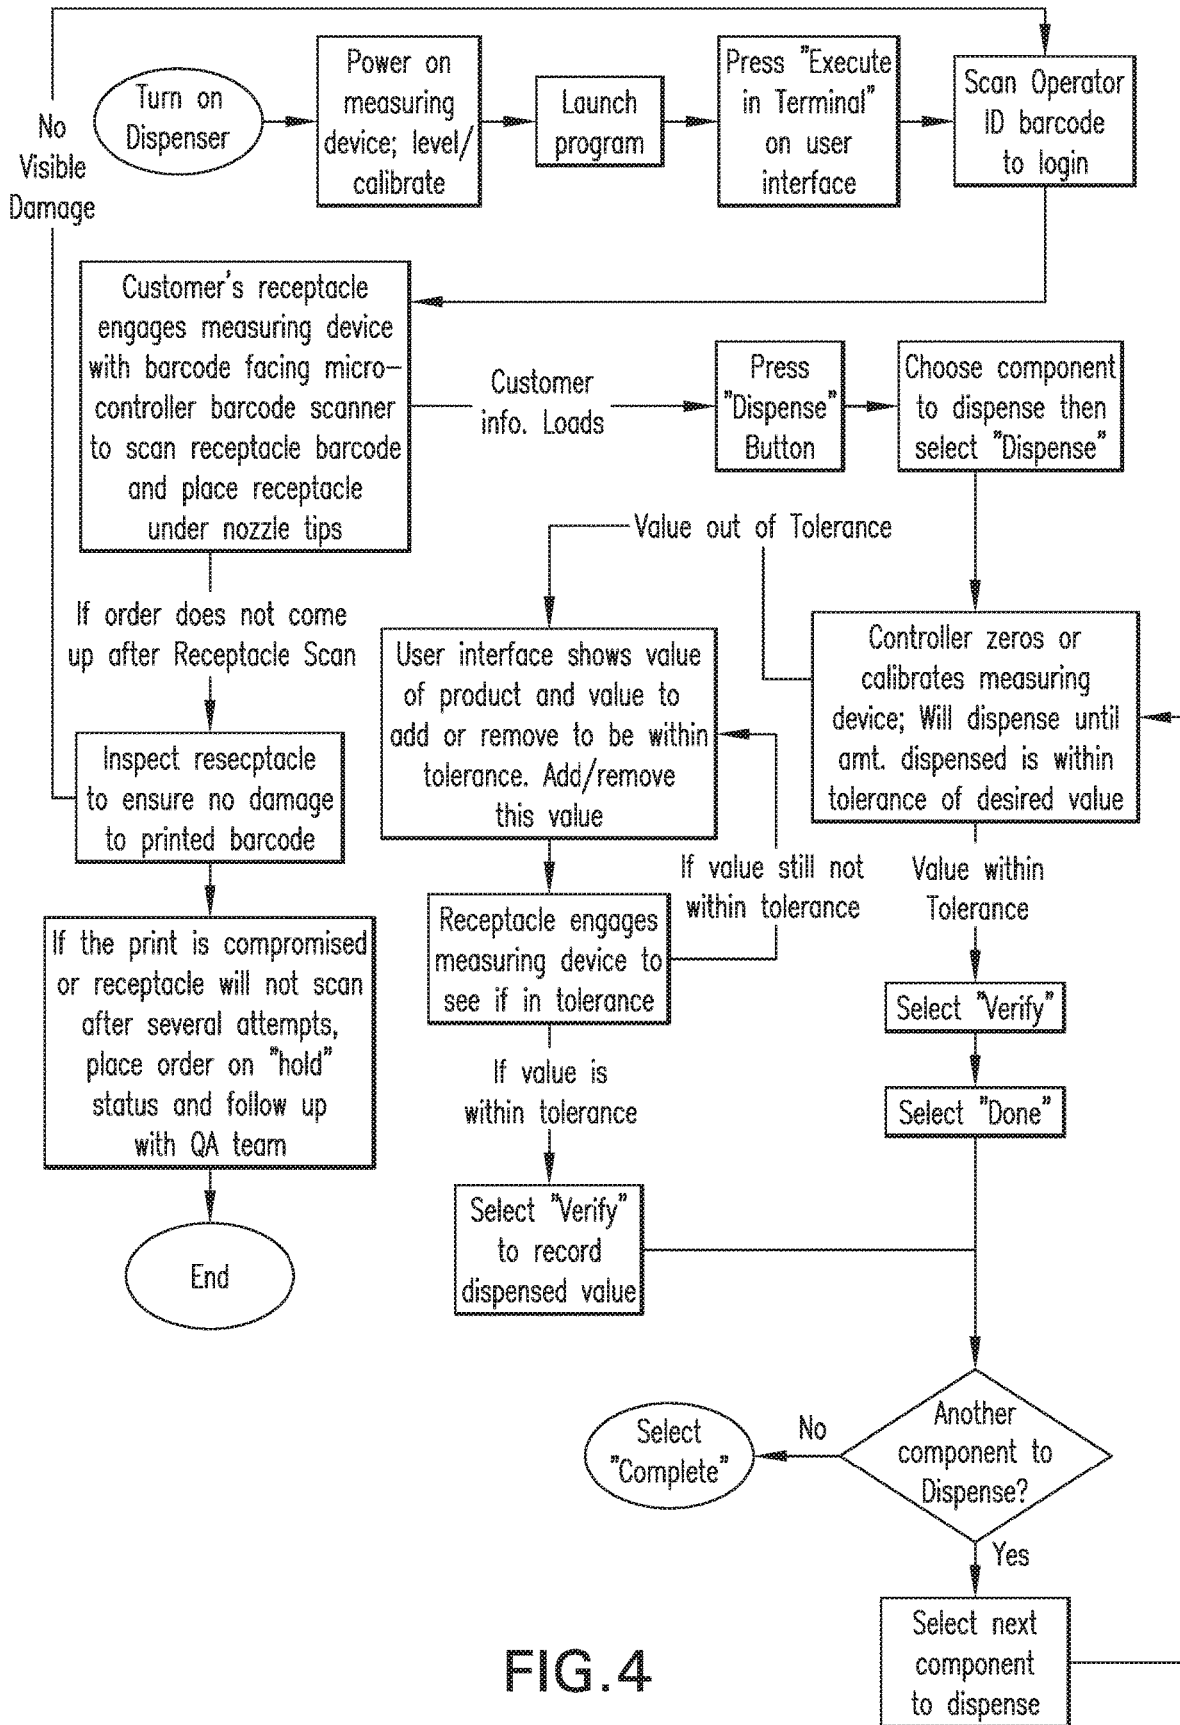 Turn on
Dispenser
Power on
measuring
device; level/
calibrate
Launch
program
Press "Execute
in Terminal"
on user
interface
Scan Operator
ID barcode
to login
No
Visible
Damage
Customer's receptacle
engages measuring device
with barcode facing micro-
controller barcode scanner
to scan receptacle barcode
and place receptacle
under nozzle tips
Customer
info. Loads
Press
"Dispense"
Button
Choose component
to dispense then
select "Dispense"
Value out of Tolerance
If order does not come
up after Receptacle Scan
User interface shows value
of product and value to
add or remove to be within
tolerance. Add/remove
this value
Controller zeros or
calibrates measuring
device; Will dispense until
amt. dispensed is within
tolerance of desired value
Inspect resecptacle
to ensure no damage
to printed barcode
If value still not
within tolerance
Value within
Tolerance
If the print is compromised
or receptacle will not scan
after several attempts,
place order on "hold"
status and follow up
with QA team
Receptacle engages
measuring device to
see if in tolerance
Select "Verify"
If value is
within tolerance
Select "Done"
End
Select "Verify"
to record
dispensed value
Another
component to
Dispense?
No
Select
"Complete"
Yes
Select next
component
to dispense
FIG.4